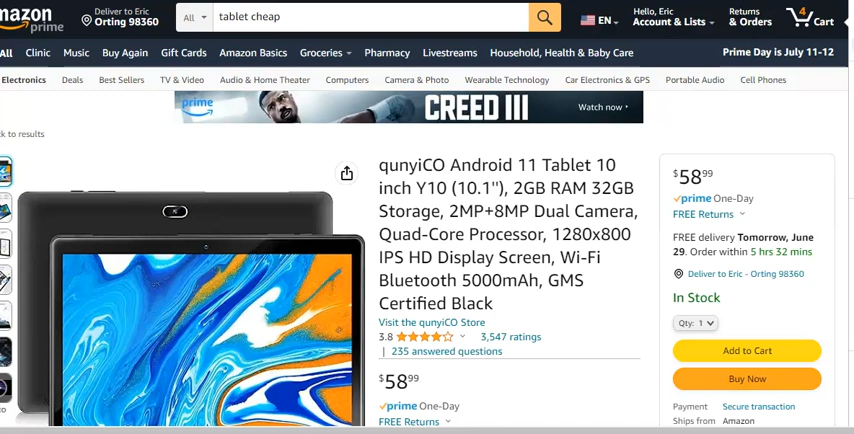 amazon
prime
Deliver to Eric
Orting 98360
All
tablet cheap
EN
Hello, Eric
Account & Lists
Returns
& Orders
4
Cart
All Clinic Music Buy Again Gift Cards Amazon Basics Groceries Pharmacy Livestreams Household, Health & Baby Care
Prime Day is July 11-12
Electronics Deals Best Sellers TV & Video Audio & Home Theater Computers Camera & Photo Wearable Technology Car Electronics & GPS Portable Audio Cell Phones
prime
CREED III
Watch now
ck to results
qunyiCO Android 11 Tablet 10
inch Y10 (10.1"), 2GB RAM 32GB
Storage, 2MP+8MP Dual Camera,
Quad-Core Processor, 1280x800
IPS HD Display Screen, Wi-Fi
Bluetooth 5000mAh, GMS
Certified Black
Visit the qunyiCO Store
3.8
3,547 ratings
| 235 answered questions
$58 99
prime One-Day
FREE Returns
$58 99
prime One-Day
FREE Returns
FREE delivery Tomorrow, June
29. Order within 5 hrs 32 mins
Deliver to Eric - Orting 98360
In Stock
Qty: 1
Add to Cart
Buy Now
Payment Secure transaction
Ships from Amazon